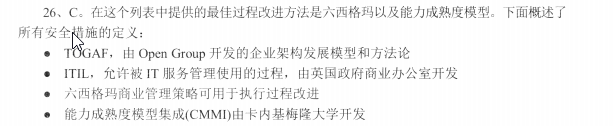 26、C。在这个列表中提供的最佳过程改进方法是六西格玛以及能力成熟度模型。下面概述了
所有安全措施的定义：
● TOGAF，由 Open Group 开发的企业架构发展模型和方法论
● ITIL，允许被 IT 服务管理使用的过程，由英国政府商业办公室开发
● 六西格玛商业管理策略可用于执行过程改进
● 能力成熟度模型集成(CMMI)由卡内基梅隆大学开发